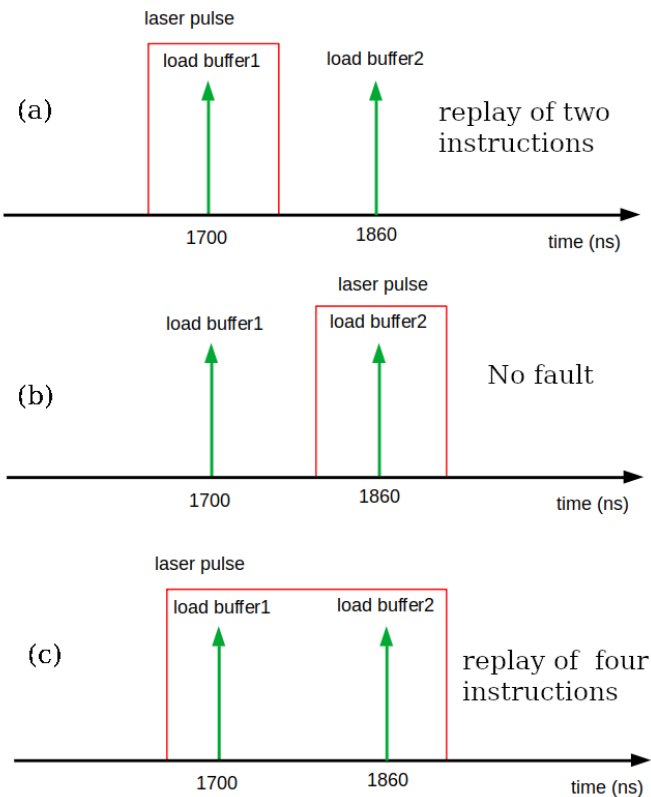 laser pulse
load buffer1
load buffer2
(a)
replay of two
instructions
1700
1860
time (ns)
laser pulse
load buffer1
load buffer2
(b)
No fault
1700
1860
time (ns)
laser pulse
load buffer1
load buffer2
(c)
replay of  four
instructions
1700
1860
time (ns)